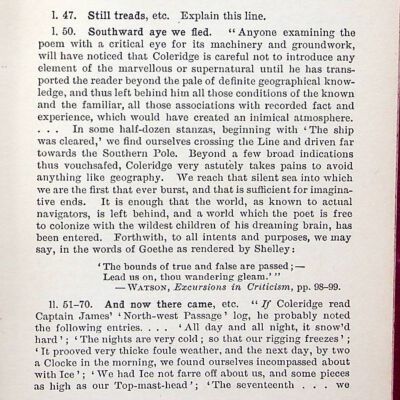 l. 47. Still treads, etc. Explain this line.
l. 50. Southward aye we fled. "Anyone examining the
poem with a critical eye for its machinery and groundwork,
will have noticed that Coleridge is careful not to introduce any
element of the marvellous or supernatural until he has trans-
ported the reader beyond the pale of definite geographical know-
ledge, and thus left behind him all those conditions of the known
and the familiar, all those associations with recorded fact and
experience, which would have created an inimical atmosphere.
. . . In some half-dozen stanzas, beginning with 'The ship
was cleared,' we find ourselves crossing the Line and driven far
towards the Southern Pole. Beyond a few broad indications
thus vouchsafed, Coleridge very astutely takes pains to avoid
anything like geography. We reach that silent sea into which
we are the first that ever burst, and that is sufficient for imagina-
tive ends. It is enough that the world, as known to actual
navigators, is left behind, and a world which the poet is free
to colonize with the wildest children of his dreaming brain, has
been entered. Forthwith, to all intents and purposes, we may
say, in the words of Goethe as rendered by Shelley:
'The bounds of true and false are passed;—
Lead us on, thou wandering gleam.'"
—WATSON, Excursions in Criticism, pp. 98-99.
ll. 51-70. And now there came, etc. "If Coleridge read
Captain James' 'North-west Passage' log, he probably noted
the following entries. . . . 'All day and all night, it snow'd
hard'; 'The nights are very cold; so that our rigging freezes';
'It prooved very thicke foule weather, and the next day, by two
a Clocke in the morning, we found ourselves incompassed about
with Ice'; 'We had Ice not farre off about us, and some pieces
as high as our Top-mast-head'; 'The seventeenth . . . we